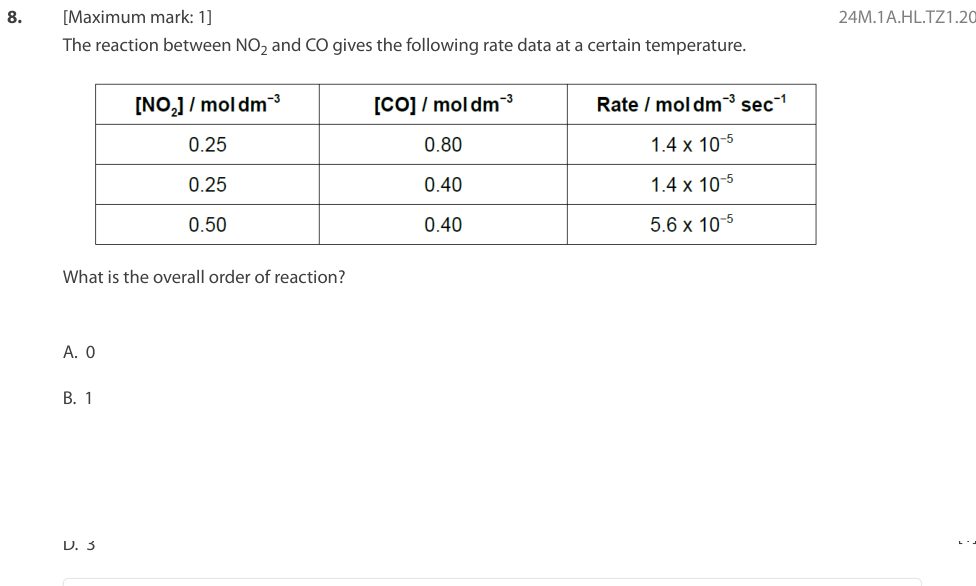 8. [Maximum mark: 1] 24M.1A.HL.TZ1.20
The reaction between NO₂ and CO gives the following rate data at a certain temperature.
[NO₂] / mol dm⁻³ [CO] / mol dm⁻³ Rate / mol dm⁻³ sec⁻¹
0.25 0.80 1.4 x 10⁻⁵
0.25 0.40 1.4 x 10⁻⁵
0.50 0.40 5.6 x 10⁻⁵
What is the overall order of reaction?
A. 0
B. 1
D. 3